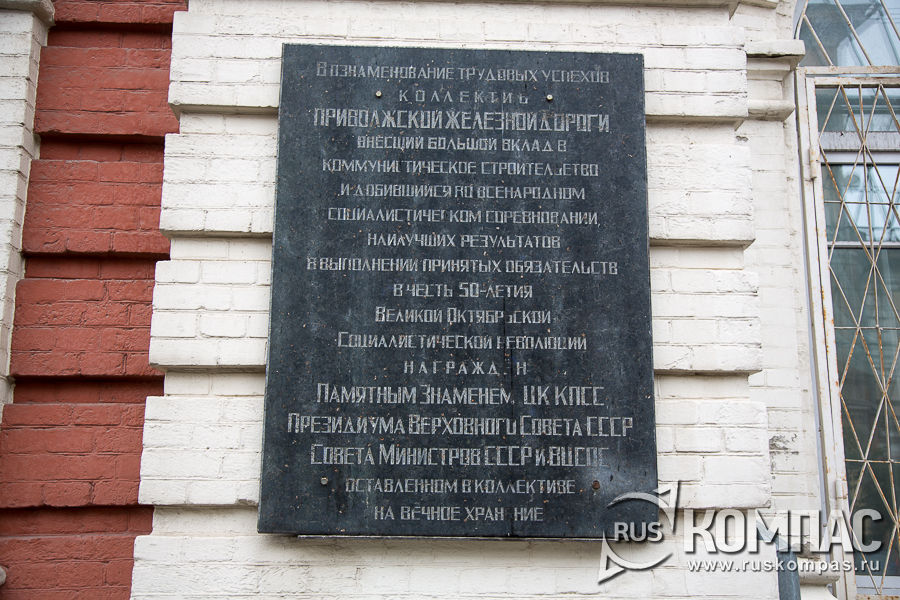 В ОЗНАМЕНОВАНИЕ ТРУДОВЫХ УСПЕХОВ
КОЛЛЕКТИВ
ПРИВОЛЖСКОЙ ЖЕЛЕЗНОЙ ДОРОГИ
ВНЕСШИЙ БОЛЬШОЙ ВКЛАД В
КОММУНИСТИЧЕСКОЕ СТРОИТЕЛЬСТВО
И ДОБИВШИЙСЯ ВО ВСЕНАРОДНОМ
СОЦИАЛИСТИЧЕСКОМ СОРЕВНОВАНИИ,
НАИЛУЧШИХ РЕЗУЛЬТАТОВ
В ВЫПОЛНЕНИИ ПРИНЯТЫХ ОБЯЗАТЕЛЬСТВ
В ЧЕСТЬ 50-ЛЕТИЯ
ВЕЛИКОЙ ОКТЯБРЬСКОЙ
СОЦИАЛИСТИЧЕСКОЙ РЕВОЛЮЦИИ
НАГРАЖДЕН
ПАМЯТНЫМ ЗНАМЕНЕМ ЦК КПСС
ПРЕЗИДИУМА ВЕРХОВНОГО СОВЕТА СССР
СОВЕТА МИНИСТРОВ СССР И ВЦСПС
ОСТАВЛЕННОМ В КОЛЛЕКТИВЕ
НА ВЕЧНОЕ ХРАНЕНИЕ
RUS КОМПАС
www.ruskompas.ru